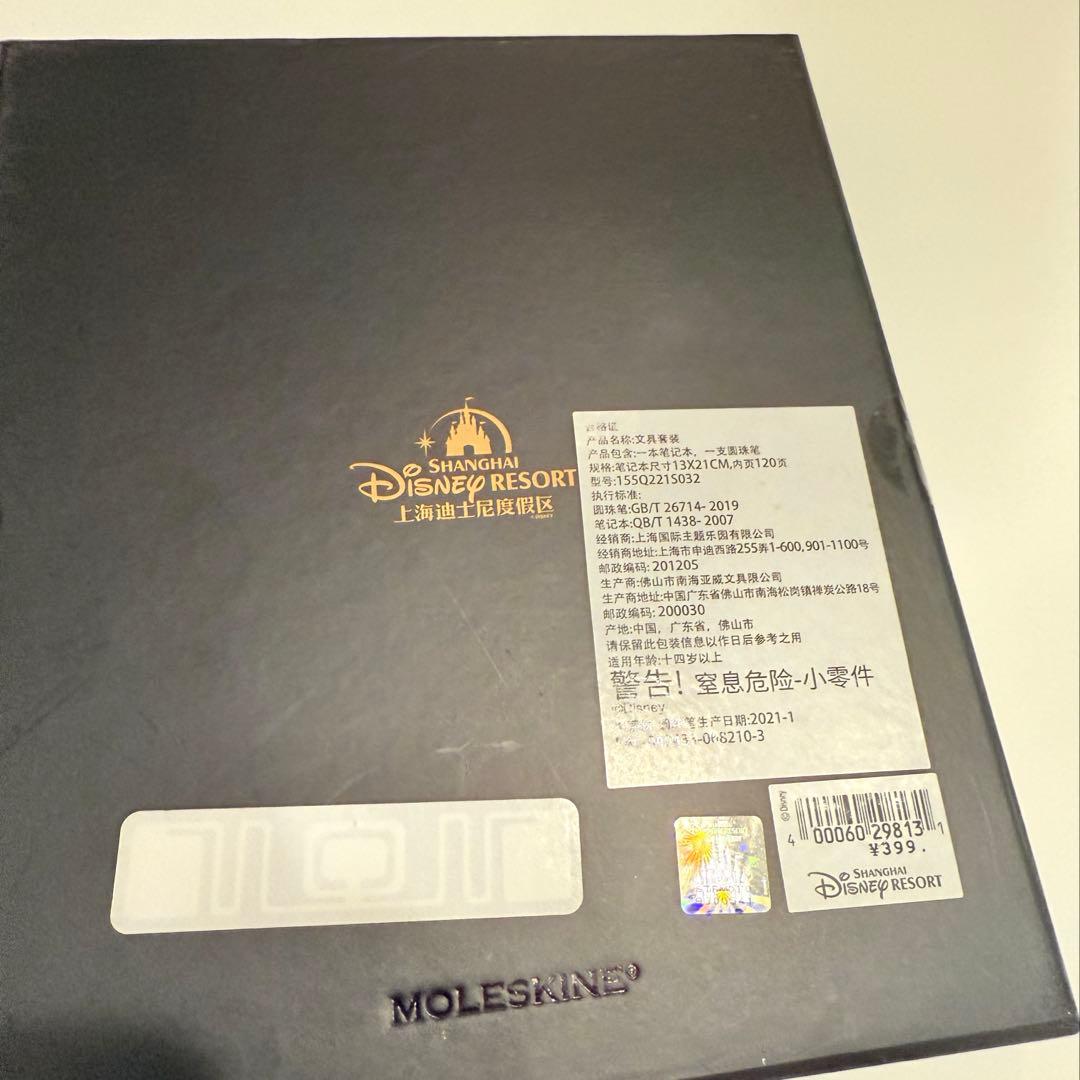 SHANGHAI
Disney RESORT
上海迪士尼度假区
©DISNEY
合格证
产品名称:文具套装
产品包含:一本笔记本，一支圆珠笔
规格:笔记本尺寸13X21CM,内页120页
型号:155Q221S032
执行标准:
圆珠笔:GB/T 26714- 2019
笔记本:QB/T 1438- 2007
经销商:上海国际主题乐园有限公司
经销商地址:上海市申迪西路255弄1-600,901-1100号
邮政编码: 201205
生产商:佛山市南海亚威文具限公司
生产商地址:中国广东省佛山市南海松岗镇禅炭公路18号
邮政编码: 200030
产地:中国，广东省，佛山市
请保留此包装信息以作日后参考之用
适用年龄:十四岁以上
警告! 窒息危险-小零件
©Disney
笔生产日期:2021-1
068210-3
©Disney
4 00060 29813 1
¥399.
SHANGHAI
Disney RESORT
MOLESKINE®